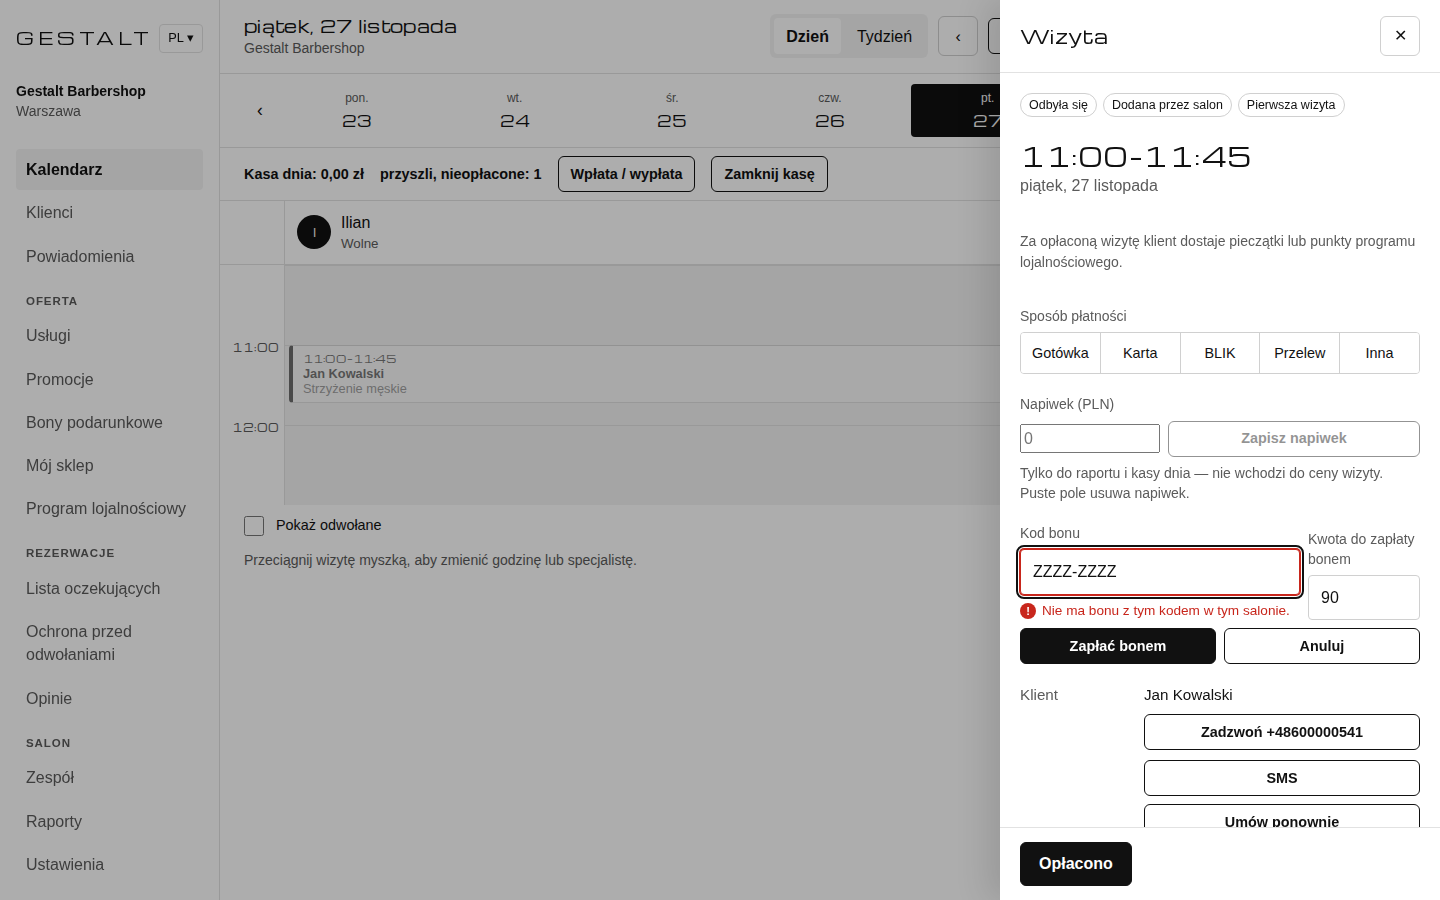 GESTALT
PL ▾
Gestalt Barbershop
Warszawa
Kalendarz
Klienci
Powiadomienia
OFERTA
Usługi
Promocje
Bony podarunkowe
Mój sklep
Program lojalnościowy
REZERWACJE
Lista oczekujących
Ochrona przed
odwołaniami
Opinie
SALON
Zespół
Raporty
Ustawienia
piątek, 27 listopada
Gestalt Barbershop
Dzień
Tydzień
‹
‹
pon.
23
wt.
24
śr.
25
czw.
26
pt.
27
Kasa dnia: 0,00 zł
przyszli, nieopłacone: 1
Wpłata / wypłata
Zamknij kasę
I
Ilian
Wolne
11:00
11:00-11:45
Jan Kowalski
Strzyżenie męskie
12:00
Pokaż odwołane
Przeciągnij wizytę myszką, aby zmienić godzinę lub specjalistę.
Wizyta
✕
Odbyła się
Dodana przez salon
Pierwsza wizyta
11:00-11:45
piątek, 27 listopada
Za opłaconą wizytę klient dostaje pieczątki lub punkty programu
lojalnościowego.
Sposób płatności
Gotówka
Karta
BLIK
Przelew
Inna
Napiwek (PLN)
0
Zapisz napiwek
Tylko do raportu i kasy dnia — nie wchodzi do ceny wizyty.
Puste pole usuwa napiwek.
Kod bonu
ZZZZ-ZZZZ
! Nie ma bonu z tym kodem w tym salonie.
Kwota do zapłaty
bonem
90
Zapłać bonem
Anuluj
Klient
Jan Kowalski
Zadzwoń +48600000541
SMS
Umów ponownie
Opłacono